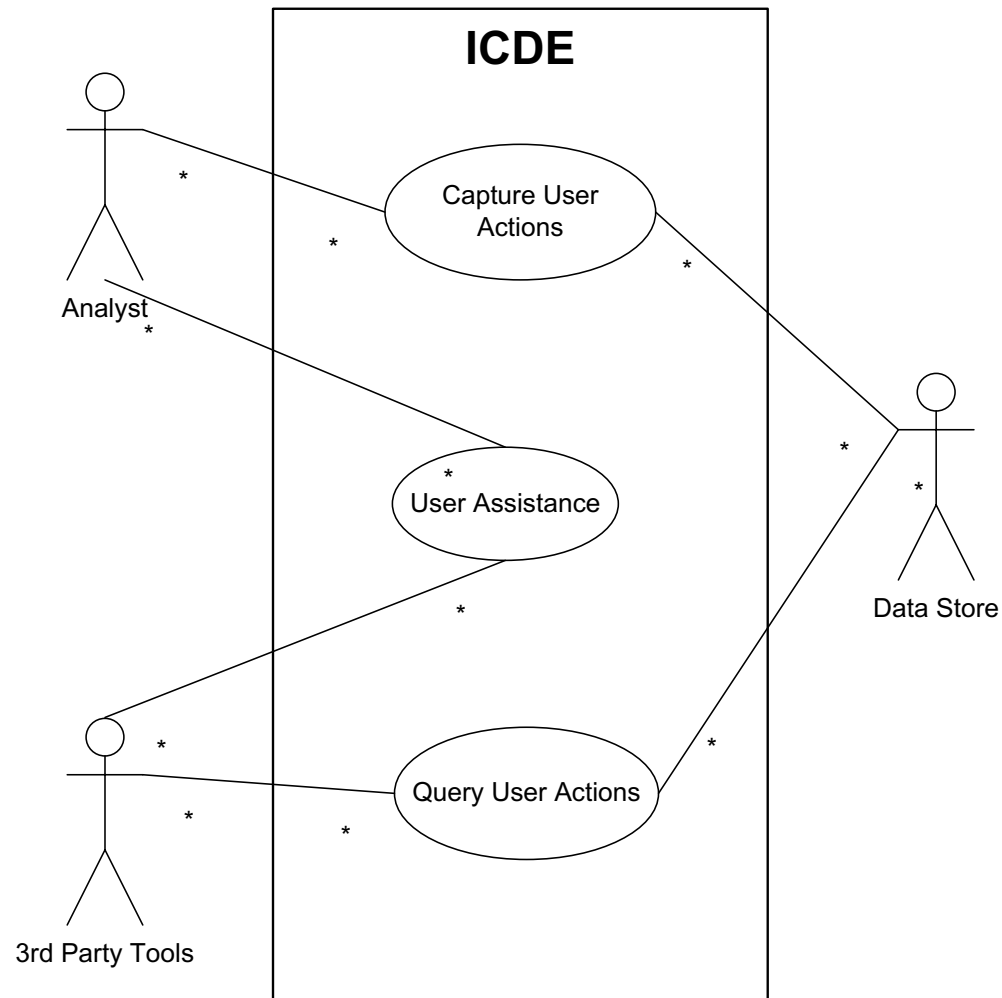 ICDE
*
Capture User
Actions
*
*
Analyst
*
*
*
User Assistance
*
Data Store
*
*
*
*
Query User Actions
*
*
3rd Party Tools